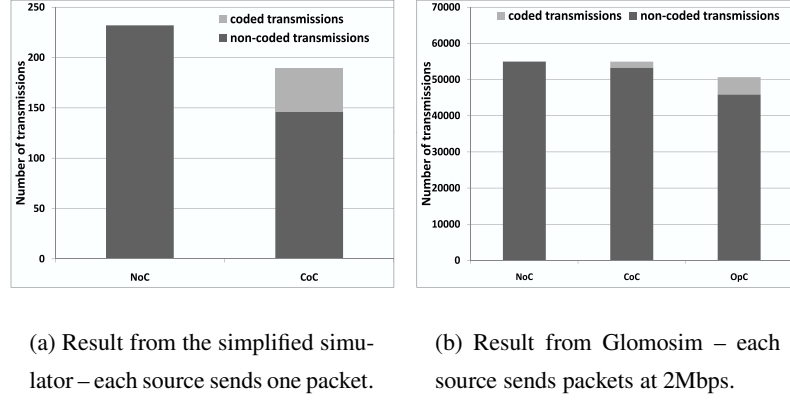 250
200
150
100
50
0
Number of transmissions
coded transmissions
non-coded transmissions
NoC
CoC
70000
60000
50000
40000
30000
20000
10000
0
Number of transmissions
coded transmissions
non-coded transmissions
NoC
CoC
OpC
(a) Result from the simplified simu-
lator – each source sends one packet.
(b) Result from Glomosim – each
source sends packets at 2Mbps.